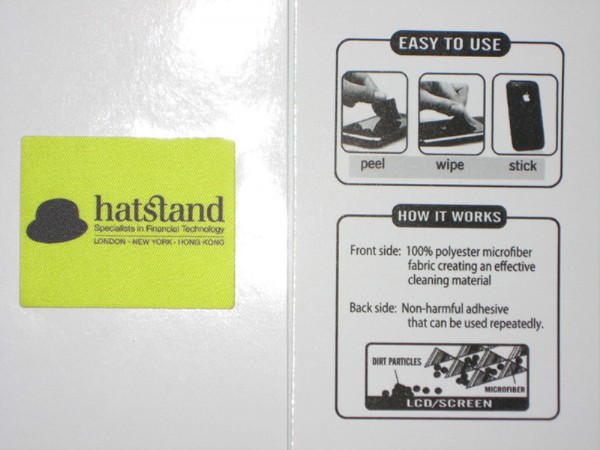 hatstand
Specialists in Financial Technology
LONDON - NEW YORK - HONG KONG
EASY TO USE
peel wipe stick
HOW IT WORKS
Front side: 100% polyester microfiber
fabric creating an effective
cleaning material
Back side: Non-harmful adhesive
that can be used repeatedly.
DIRT PARTICLES
MICROFIBER
LCD/SCREEN